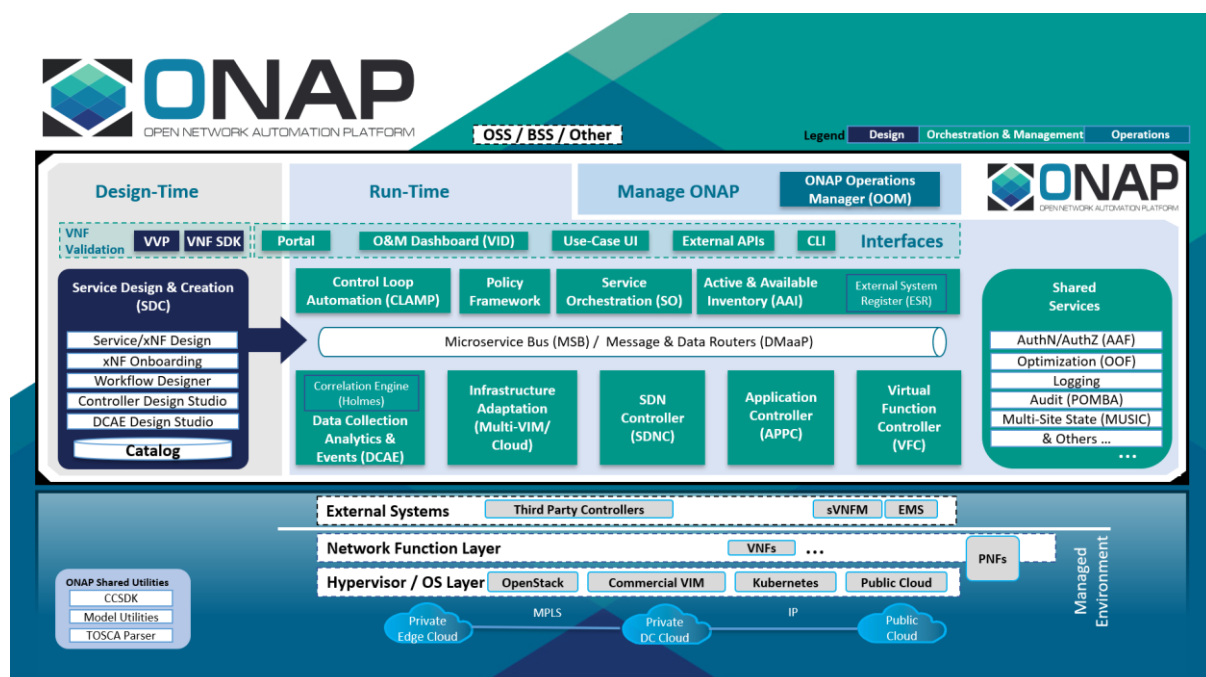 ONAP
OPEN NETWORK AUTOMATION PLATFORM
OSS / BSS / Other
Legend
Design
Orchestration & Management
Operations
Design-Time
Run-Time
Manage ONAP
ONAP Operations
Manager (OOM)
ONAP
OPEN NETWORK AUTOMATION PLATFORM
VNF
Validation
VVP
VNF SDK
Portal
O&M Dashboard (VID)
Use-Case UI
External APIs
CLI
Interfaces
Service Design & Creation
(SDC)
Service/xNF Design
xNF Onboarding
Workflow Designer
Controller Design Studio
DCAE Design Studio
Catalog
Control Loop
Automation (CLAMP)
Policy
Framework
Service
Orchestration (SO)
Active & Available
Inventory (AAI)
External System
Register (ESR)
Microservice Bus (MSB) / Message & Data Routers (DMaaP)
Correlation Engine
(Holmes)
Data Collection
Analytics &
Events (DCAE)
Infrastructure
Adaptation
(Multi-VIM/
Cloud)
SDN
Controller
(SDNC)
Application
Controller
(APPC)
Virtual
Function
Controller
(VFC)
Shared
Services
AuthN/AuthZ (AAF)
Optimization (OOF)
Logging
Audit (POMBA)
Multi-Site State (MUSIC)
& Others ...
...
External Systems
Third Party Controllers
sVNFM
EMS
Network Function Layer
VNFs
...
PNFs
Hypervisor / OS Layer
OpenStack
Commercial VIM
Kubernetes
Public Cloud
Private
Edge Cloud
MPLS
Private
DC Cloud
IP
Public
Cloud
Managed
Environment
ONAP Shared Utilities
CCSDK
Model Utilities
TOSCA Parser